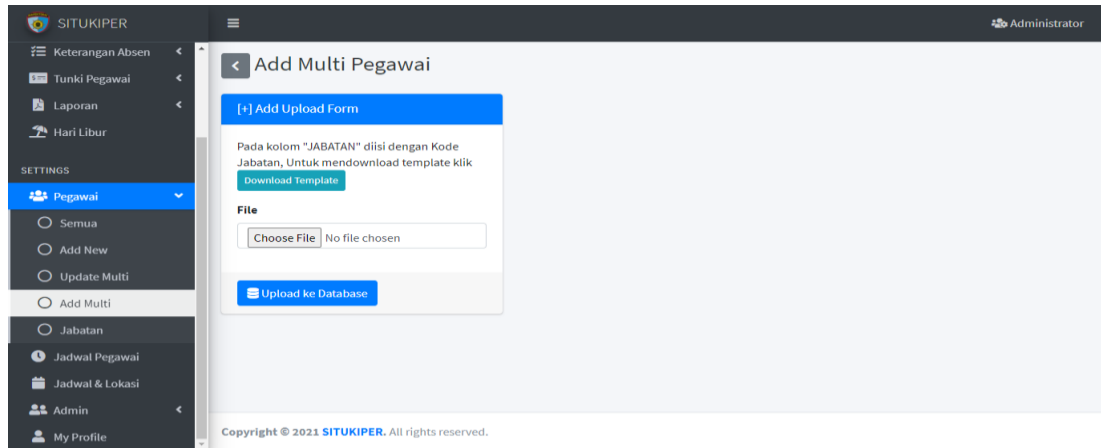 SITUKIPER
Administrator
Keterangan Absen
Tunki Pegawai
Laporan
Hari Libur
SETTINGS
Pegawai
Semua
Add New
Update Multi
Add Multi
Jabatan
Jadwal Pegawai
Jadwal & Lokasi
Admin
My Profile
Add Multi Pegawai
[+] Add Upload Form
Pada kolom "JABATAN" diisi dengan Kode
Jabatan, Untuk mendownload template klik
Download Template
File
Choose File No file chosen
Upload ke Database
Copyright © 2021 SITUKIPER. All rights reserved.